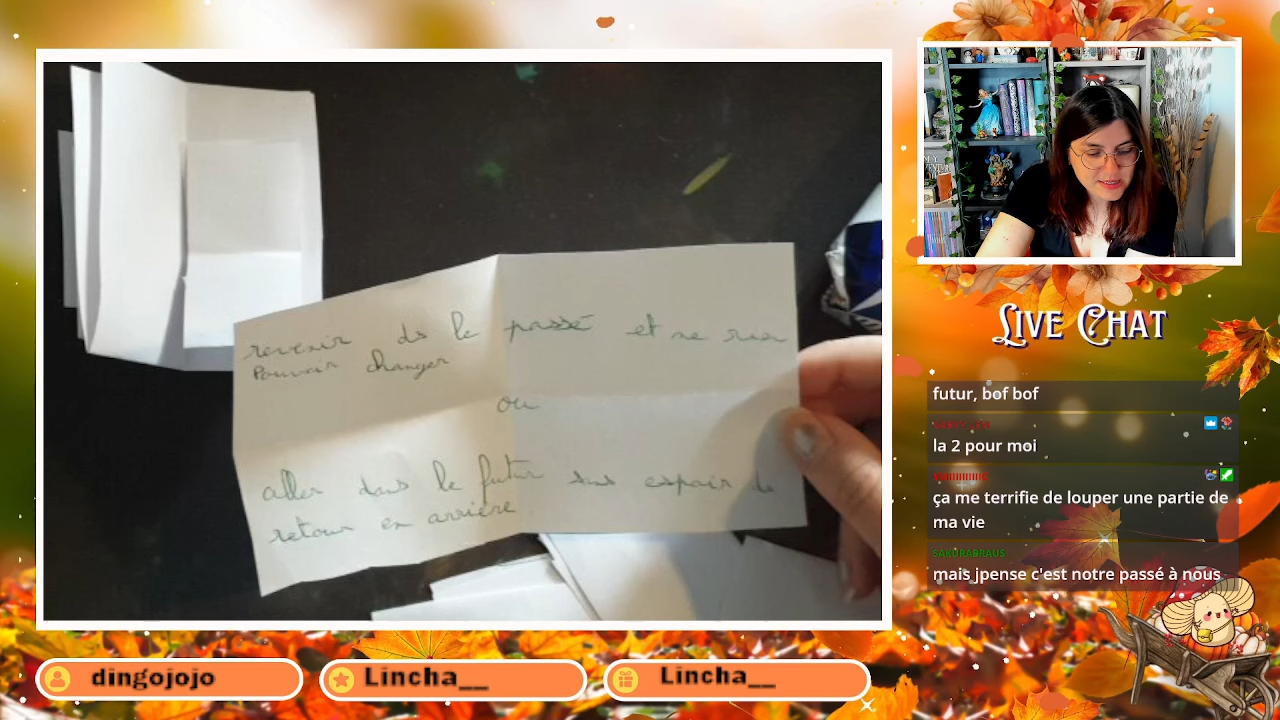 revenir ds le passé et ne rien
Pouvoir changer
ou
aller dans le futur sans espoir de
retour en arrière
LIVE CHAT
futur, bof bof
la 2 pour moi
ça me terrifie de louper une partie de
ma vie
SAKURABRAUS
mais jpense c'est notre passé à nous
dingojojo
Lincha__
Lincha__